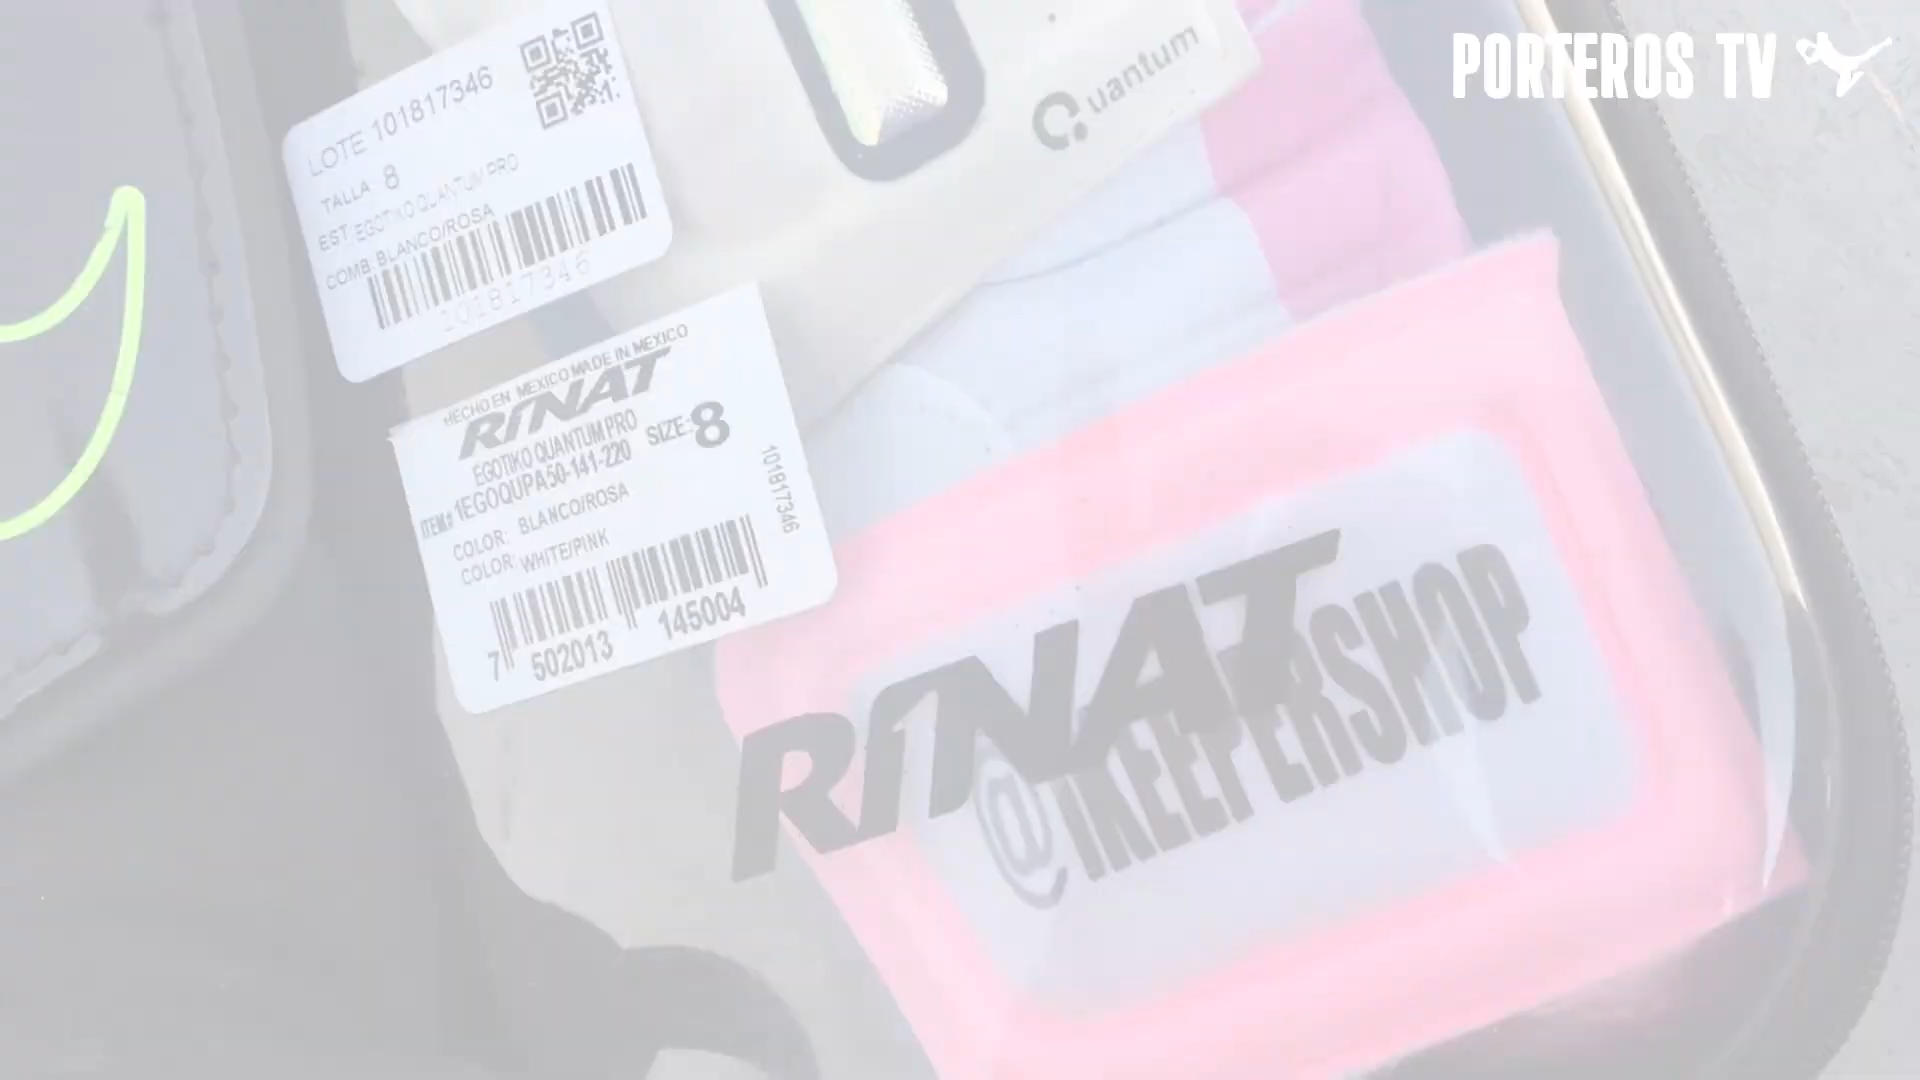 PORTEROS TV
Quantum
LOTE 101817346
TALLA 8
EST. EGOTIKO QUANTUM PRO
COMB. BLANCO/ROSA
101817346
HECHO EN MEXICO MADE IN MEXICO
RINAT
EGOTIKO QUANTUM PRO
SIZE: 8
ITEM# 1EGOQUPA50-141-220
COLOR: BLANCO/ROSA
COLOR: WHITE/PINK
101817346
7 502013 145004
RINAT
@1KEEPERSHOP